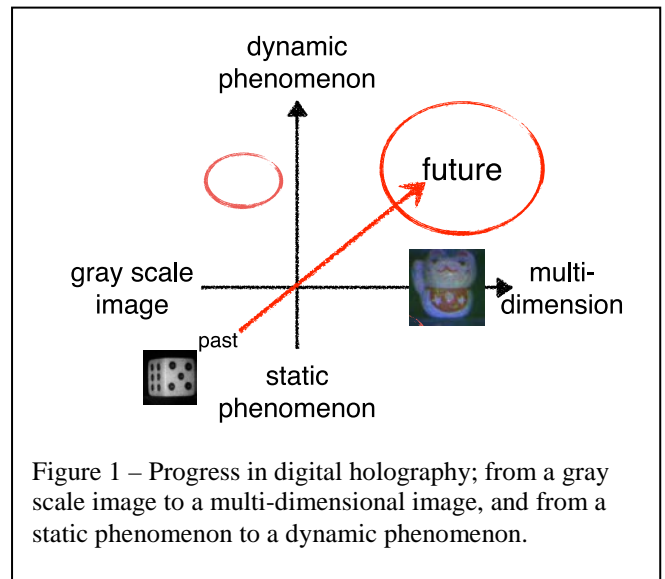 dynamic
phenomenon
future
gray scale
image
multi-
dimension
past
static
phenomenon
Figure 1 – Progress in digital holography; from a gray
scale image to a multi-dimensional image, and from a
static phenomenon to a dynamic phenomenon.